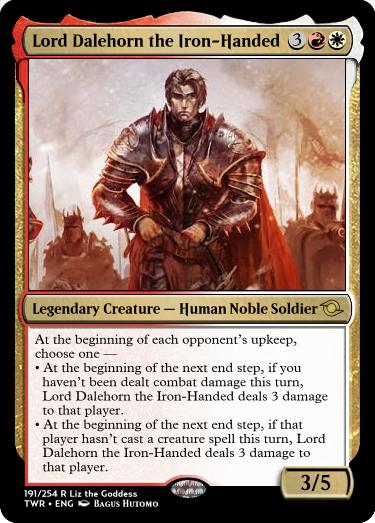 Lord Dalehorn the Iron-Handed 3
Legendary Creature — Human Noble Soldier
At the beginning of each opponent's upkeep,
choose one —
• At the beginning of the next end step, if you
haven't been dealt combat damage this turn,
Lord Dalehorn the Iron-Handed deals 3 damage
to that player.
• At the beginning of the next end step, if that
player hasn't cast a creature spell this turn, Lord
Dalehorn the Iron-Handed deals 3 damage to
that player.
3/5
191/254 R Liz the Goddess
TWR • ENG Bagus Hutomo